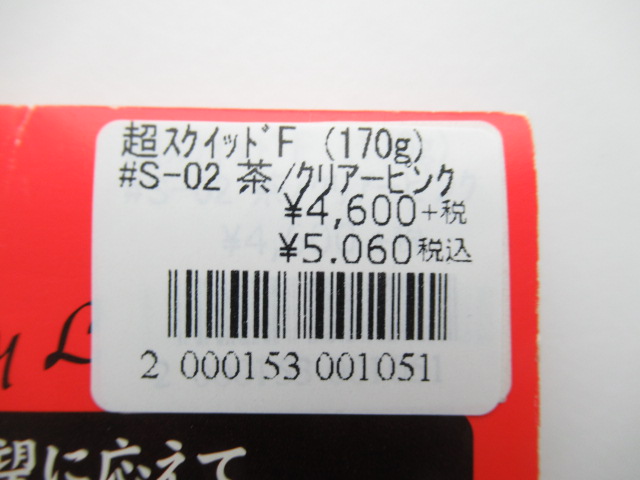 超ｽｸｲｯﾄﾞF (170g)
#S-02 茶/ｸﾘｱｰﾋﾟﾝｸ
¥4,600+税
¥5.060税込
2 000153 001051
望に応えて